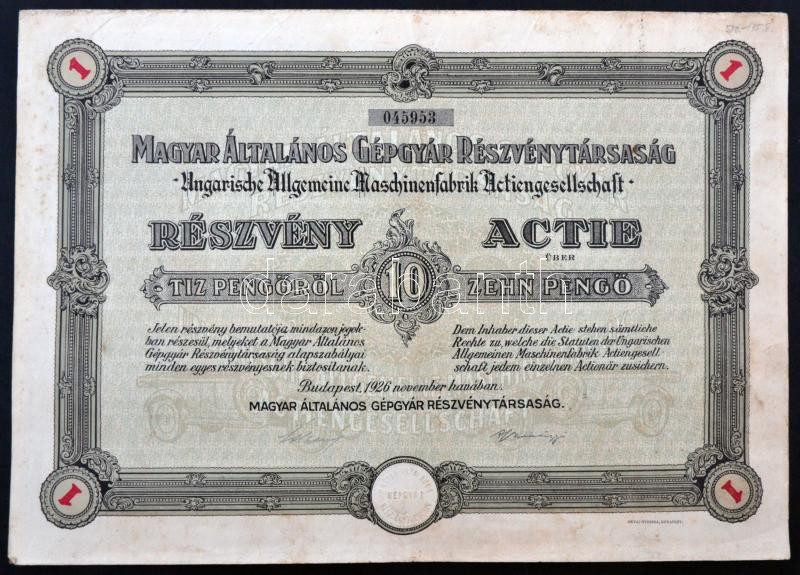 1
1
045953
MAGYAR ÁLTALÁNOS GÉPGYÁR RÉSZVÉNYTÁRSASÁG
Ungarische Allgemeine Maschinenfabrik Actiengesellschaft
RÉSZVÉNY ACTIE
ÜBER
TIZ PENGŐRŐL 10 ZEHN PENGŐ
darabanth
Jelen részvény bemutatója mindazon jogok-
ban részesül, melyeket a Magyar Általános
Gépgyár Részvénytársaság alapszabályai
minden egyes részvényesnek biztosítanak.
Dem Inhaber dieser Actie stehen sämtliche
Rechte zu, welche die Statuten der Ungarischen
Allgemeinen Maschinenfabrik Actiengesell-
schaft, jedem einzelnen Actionär zusichern.
Budapest, 1926 november havában.
MAGYAR ÁLTALÁNOS GÉPGYÁR RÉSZVÉNYTÁRSASÁG.
GÉPGYÁR
1
1